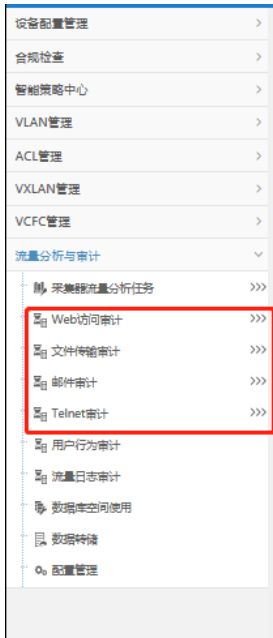 设备配置管理
合规检查
智能策略中心
VLAN管理
ACL管理
VXLAN管理
VCFC管理
流量分析与审计
采集器流量分析任务
Web访问审计
文件传输审计
邮件审计
Telnet审计
用户行为审计
流量日志审计
数据库空间使用
数据转储
配置管理